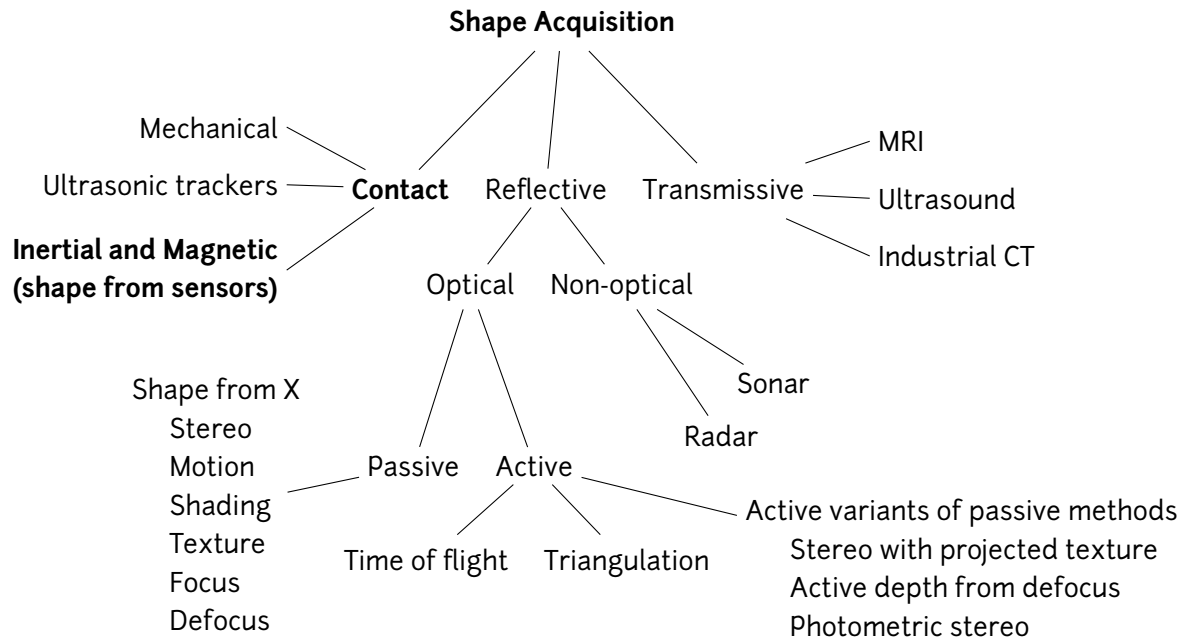 Shape Acquisition
Mechanical
MRI
Ultrasonic trackers
Contact
Reflective
Transmissive
Ultrasound
Inertial and Magnetic
(shape from sensors)
Industrial CT
Optical
Non-optical
Sonar
Radar
Shape from X
Stereo
Motion
Shading
Texture
Focus
Defocus
Passive
Active
Time of flight
Triangulation
Active variants of passive methods
Stereo with projected texture
Active depth from defocus
Photometric stereo